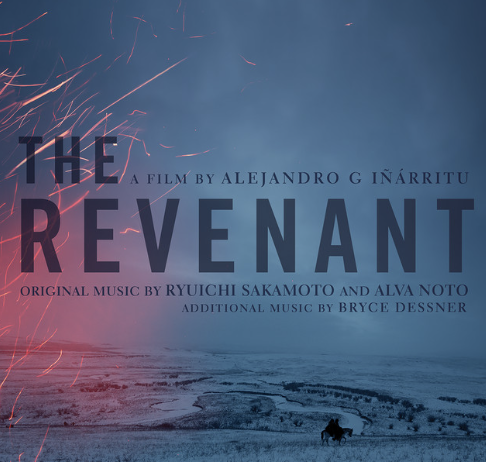 THE
A FILM BY ALEJANDRO G IÑÁRRITU
REVENANT
ORIGINAL MUSIC BY RYUICHI SAKAMOTO AND ALVA NOTO
ADDITIONAL MUSIC BY BRYCE DESSNER